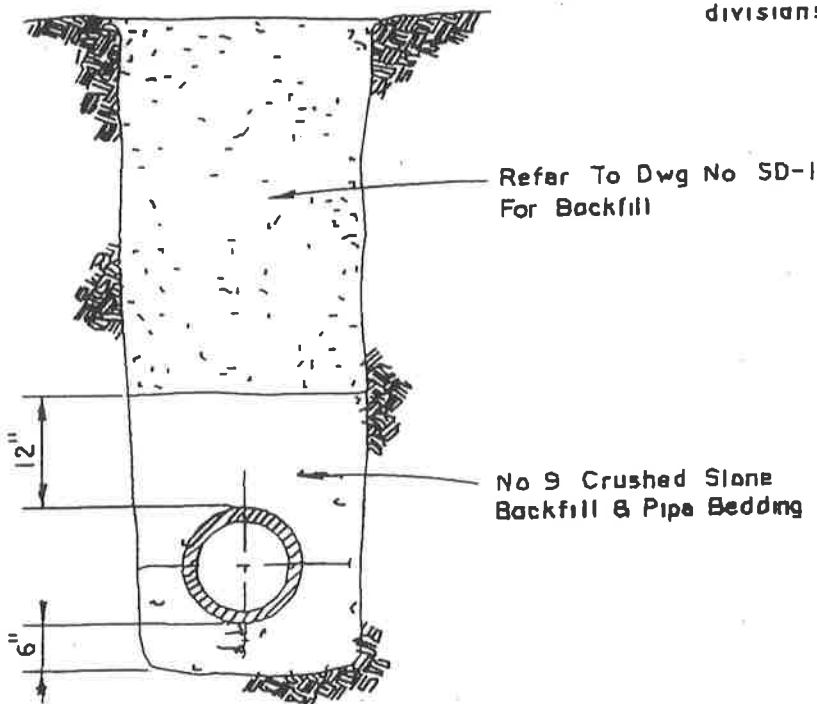 divisions
Refer To Dwg No SD-1
For Backfill
12"
No 9 Crushed Stone
Backfill & Pipe Bedding
6"